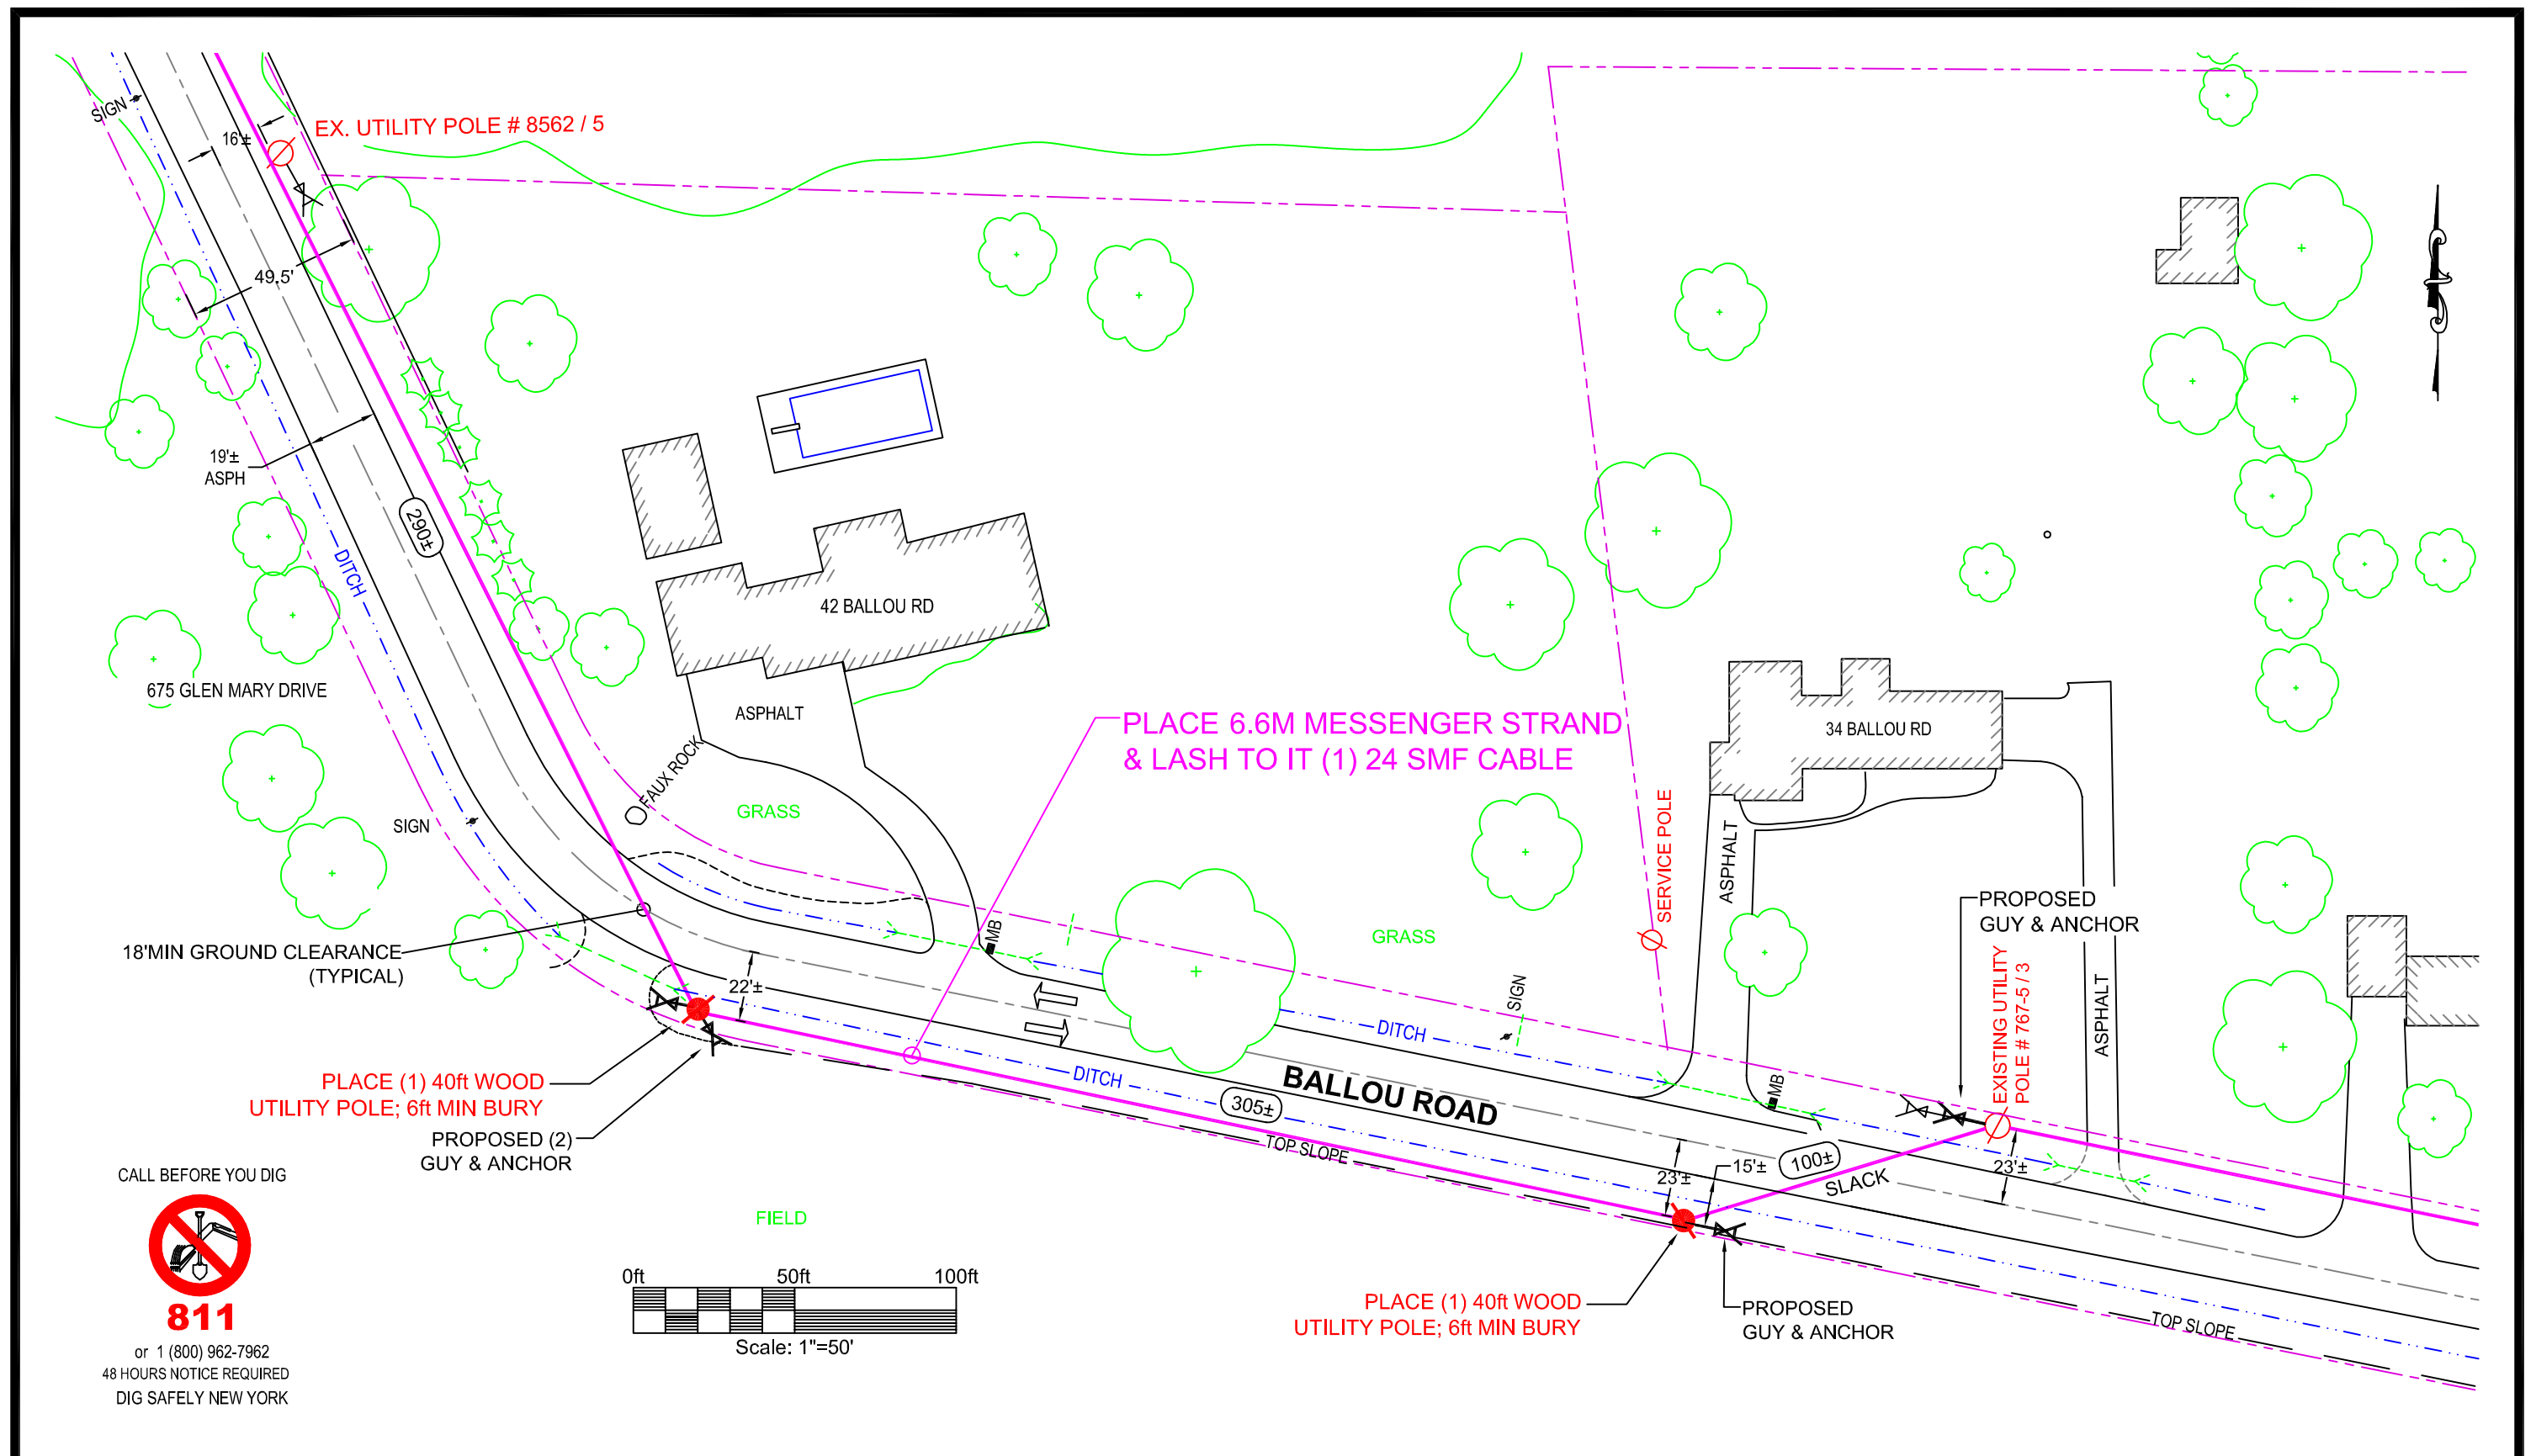 SIGN
16'±
EX. UTILITY POLE # 8562 / 5
49.5'
19'±
ASPH
290±
DITCH
42 BALLOU RD
675 GLEN MARY DRIVE
ASPHALT
PLACE 6.6M MESSENGER STRAND
& LASH TO IT (1) 24 SMF CABLE
34 BALLOU RD
FAUX ROCK
GRASS
SIGN
SERVICE POLE
ASPHALT
PROPOSED
GUY & ANCHOR
18'MIN GROUND CLEARANCE
(TYPICAL)
MB
GRASS
22'±
SIGN
EXISTING UTILITY
POLE # 767-5 / 3
ASPHALT
DITCH
DITCH
BALLOU ROAD
PLACE (1) 40ft WOOD
UTILITY POLE; 6ft MIN BURY
305±
MB
PROPOSED (2)
GUY & ANCHOR
TOP SLOPE
23'±
15'±
100±
SLACK
23'±
CALL BEFORE YOU DIG
811
or 1 (800) 962-7962
48 HOURS NOTICE REQUIRED
DIG SAFELY NEW YORK
FIELD
0ft 50ft 100ft
Scale: 1"=50'
PLACE (1) 40ft WOOD
UTILITY POLE; 6ft MIN BURY
PROPOSED
GUY & ANCHOR
TOP SLOPE